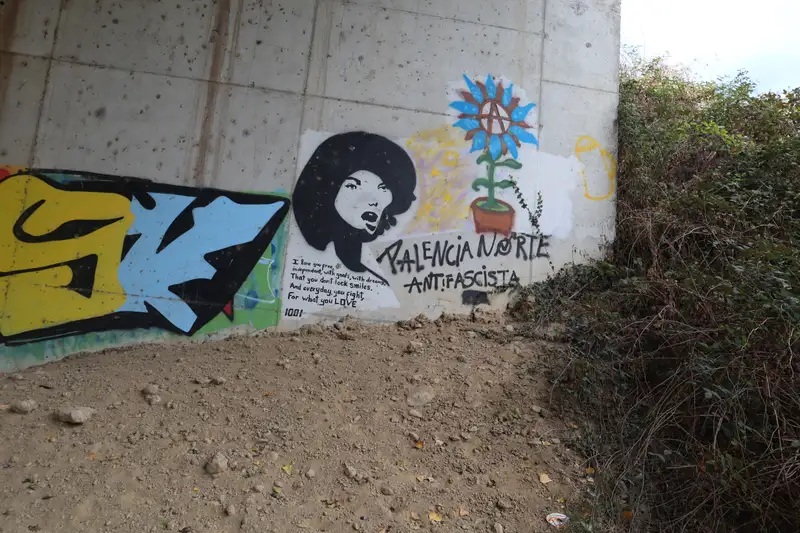 SK
I love you free,
independent, with goals, with dreams,
That you don't lock smiles.
And everyday you fight,
For what you LOVE
1001
PALENCIA NORTE
ANTIFASCISTA
A